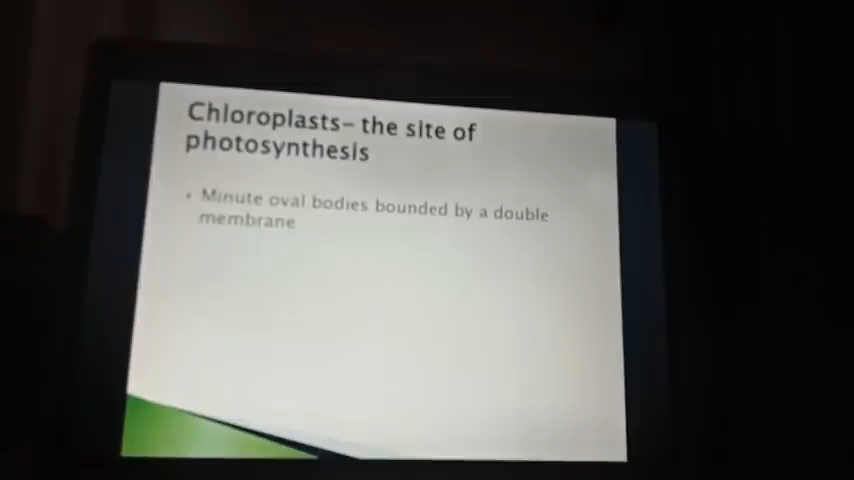 Chloroplasts- the site of
photosynthesis
• Minute oval bodies bounded by a double
membrane